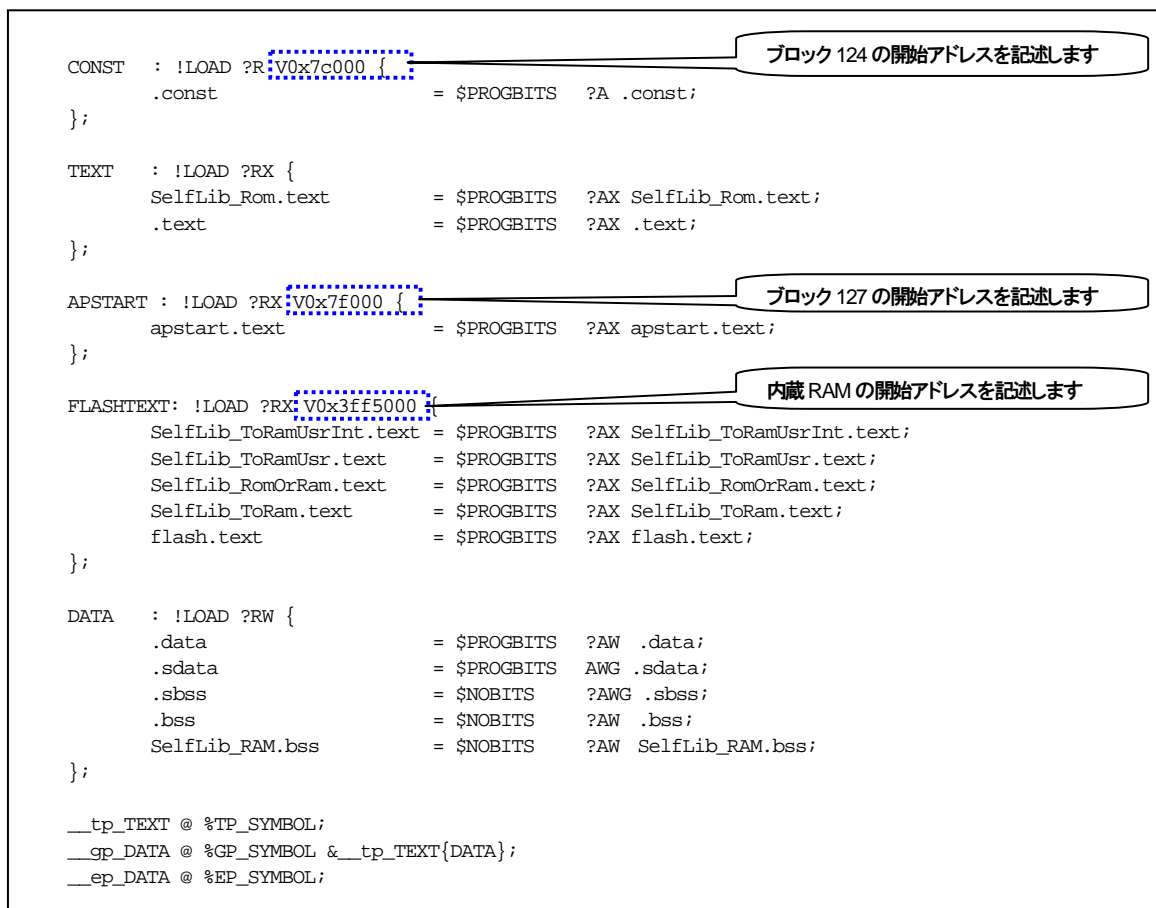 CONST : !LOAD ?R V0x7c000 {
ブロック 124 の開始アドレスを記述します
.const = $PROGBITS ?A .const;
};
TEXT : !LOAD ?RX {
SelfLib_Rom.text = $PROGBITS ?AX SelfLib_Rom.text;
.text = $PROGBITS ?AX .text;
};
APSTART : !LOAD ?RX V0x7f000 {
ブロック 127 の開始アドレスを記述します
apstart.text = $PROGBITS ?AX apstart.text;
};
FLASHTEXT: !LOAD ?RX V0x3ff5000 {
内蔵 RAM の開始アドレスを記述します
SelfLib_ToRamUsrInt.text = $PROGBITS ?AX SelfLib_ToRamUsrInt.text;
SelfLib_ToRamUsr.text = $PROGBITS ?AX SelfLib_ToRamUsr.text;
SelfLib_RomOrRam.text = $PROGBITS ?AX SelfLib_RomOrRam.text;
SelfLib_ToRam.text = $PROGBITS ?AX SelfLib_ToRam.text;
flash.text = $PROGBITS ?AX flash.text;
};
DATA : !LOAD ?RW {
.data = $PROGBITS ?AW .data;
.sdata = $PROGBITS AWG .sdata;
.sbss = $NOBITS ?AWG .sbss;
.bss = $NOBITS ?AW .bss;
SelfLib_RAM.bss = $NOBITS ?AW SelfLib_RAM.bss;
};
__tp_TEXT @ %TP_SYMBOL;
__gp_DATA @ %GP_SYMBOL &__tp_TEXT{DATA};
__ep_DATA @ %EP_SYMBOL;